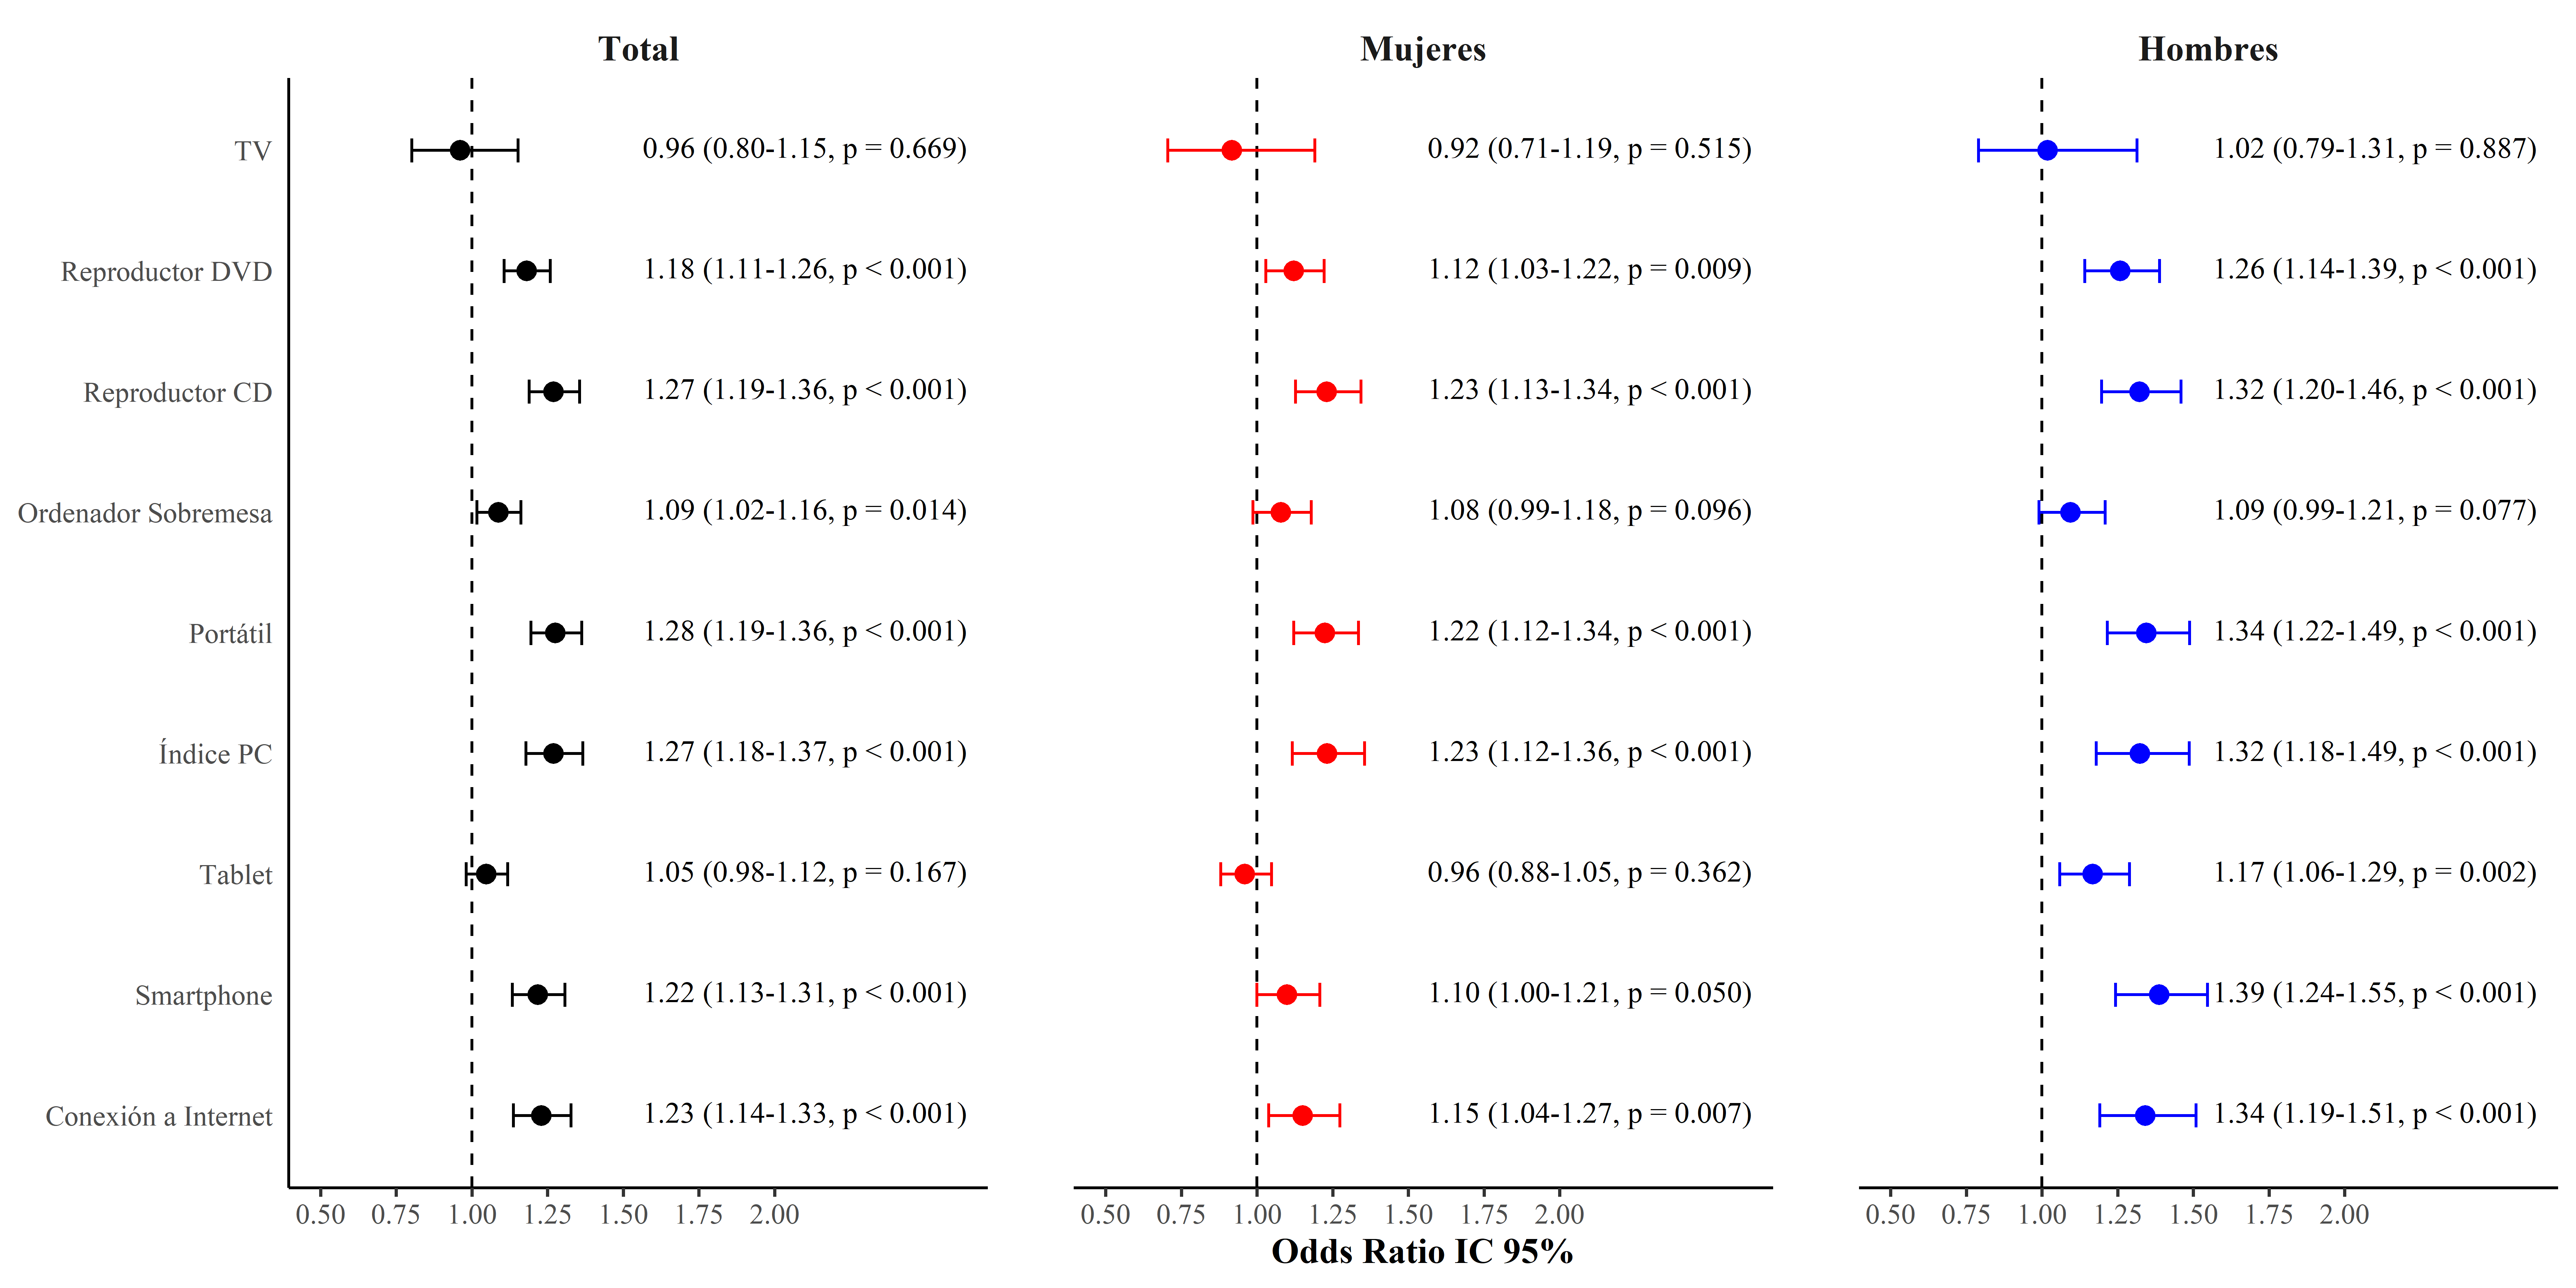 Total Mujeres Hombres
TV 0.96 (0.80-1.15, p = 0.669) 0.92 (0.71-1.19, p = 0.515) 1.02 (0.79-1.31, p = 0.887)
Reproductor DVD 1.18 (1.11-1.26, p < 0.001) 1.12 (1.03-1.22, p = 0.009) 1.26 (1.14-1.39, p < 0.001)
Reproductor CD 1.27 (1.19-1.36, p < 0.001) 1.23 (1.13-1.34, p < 0.001) 1.32 (1.20-1.46, p < 0.001)
Ordenador Sobremesa 1.09 (1.02-1.16, p = 0.014) 1.08 (0.99-1.18, p = 0.096) 1.09 (0.99-1.21, p = 0.077)
Portátil 1.28 (1.19-1.36, p < 0.001) 1.22 (1.12-1.34, p < 0.001) 1.34 (1.22-1.49, p < 0.001)
Índice PC 1.27 (1.18-1.37, p < 0.001) 1.23 (1.12-1.36, p < 0.001) 1.32 (1.18-1.49, p < 0.001)
Tablet 1.05 (0.98-1.12, p = 0.167) 0.96 (0.88-1.05, p = 0.362) 1.17 (1.06-1.29, p = 0.002)
Smartphone 1.22 (1.13-1.31, p < 0.001) 1.10 (1.00-1.21, p = 0.050) 1.39 (1.24-1.55, p < 0.001)
Conexión a Internet 1.23 (1.14-1.33, p < 0.001) 1.15 (1.04-1.27, p = 0.007) 1.34 (1.19-1.51, p < 0.001)
0.50 0.75 1.00 1.25 1.50 1.75 2.00 0.50 0.75 1.00 1.25 1.50 1.75 2.00 0.50 0.75 1.00 1.25 1.50 1.75 2.00
Odds Ratio IC 95%